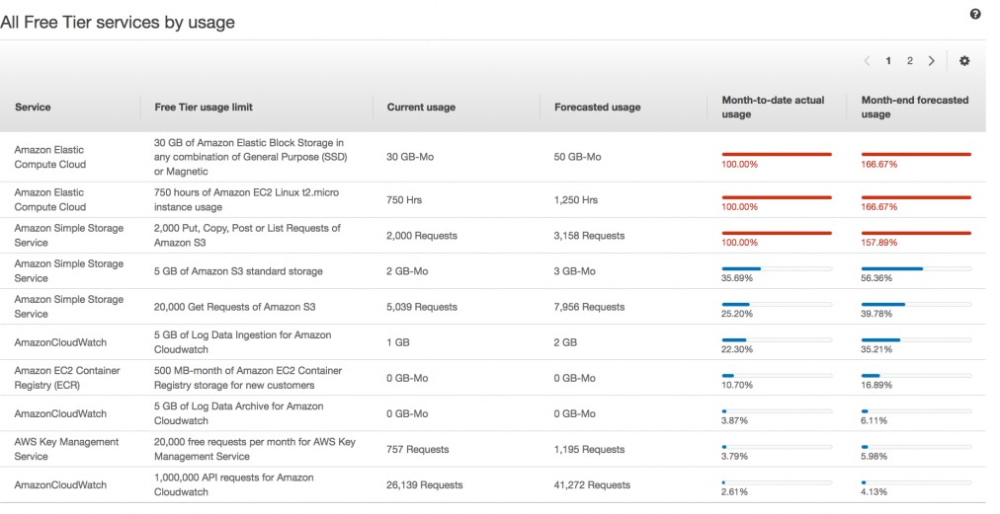 All Free Tier services by usage
?
1 2
Service
Free Tier usage limit
Current usage
Forecasted usage
Month-to-date actual
usage
Month-end forecasted
usage
Amazon Elastic
Compute Cloud
30 GB of Amazon Elastic Block Storage in
any combination of General Purpose (SSD)
or Magnetic
30 GB-Mo
50 GB-Mo
100.00%
166.67%
Amazon Elastic
Compute Cloud
750 hours of Amazon EC2 Linux t2.micro
instance usage
750 Hrs
1,250 Hrs
100.00%
166.67%
Amazon Simple Storage
Service
2,000 Put, Copy, Post or List Requests of
Amazon S3
2,000 Requests
3,158 Requests
100.00%
157.89%
Amazon Simple Storage
Service
5 GB of Amazon S3 standard storage
2 GB-Mo
3 GB-Mo
35.69%
56.36%
Amazon Simple Storage
Service
20,000 Get Requests of Amazon S3
5,039 Requests
7,956 Requests
25.20%
39.78%
AmazonCloudWatch
5 GB of Log Data Ingestion for Amazon
Cloudwatch
1 GB
2 GB
22.30%
35.21%
Amazon EC2 Container
Registry (ECR)
500 MB-month of Amazon EC2 Container
Registry storage for new customers
0 GB-Mo
0 GB-Mo
10.70%
16.89%
AmazonCloudWatch
5 GB of Log Data Archive for Amazon
Cloudwatch
0 GB-Mo
0 GB-Mo
3.87%
6.11%
AWS Key Management
Service
20,000 free requests per month for AWS Key
Management Service
757 Requests
1,195 Requests
3.79%
5.98%
AmazonCloudWatch
1,000,000 API requests for Amazon
Cloudwatch
26,139 Requests
41,272 Requests
2.61%
4.13%